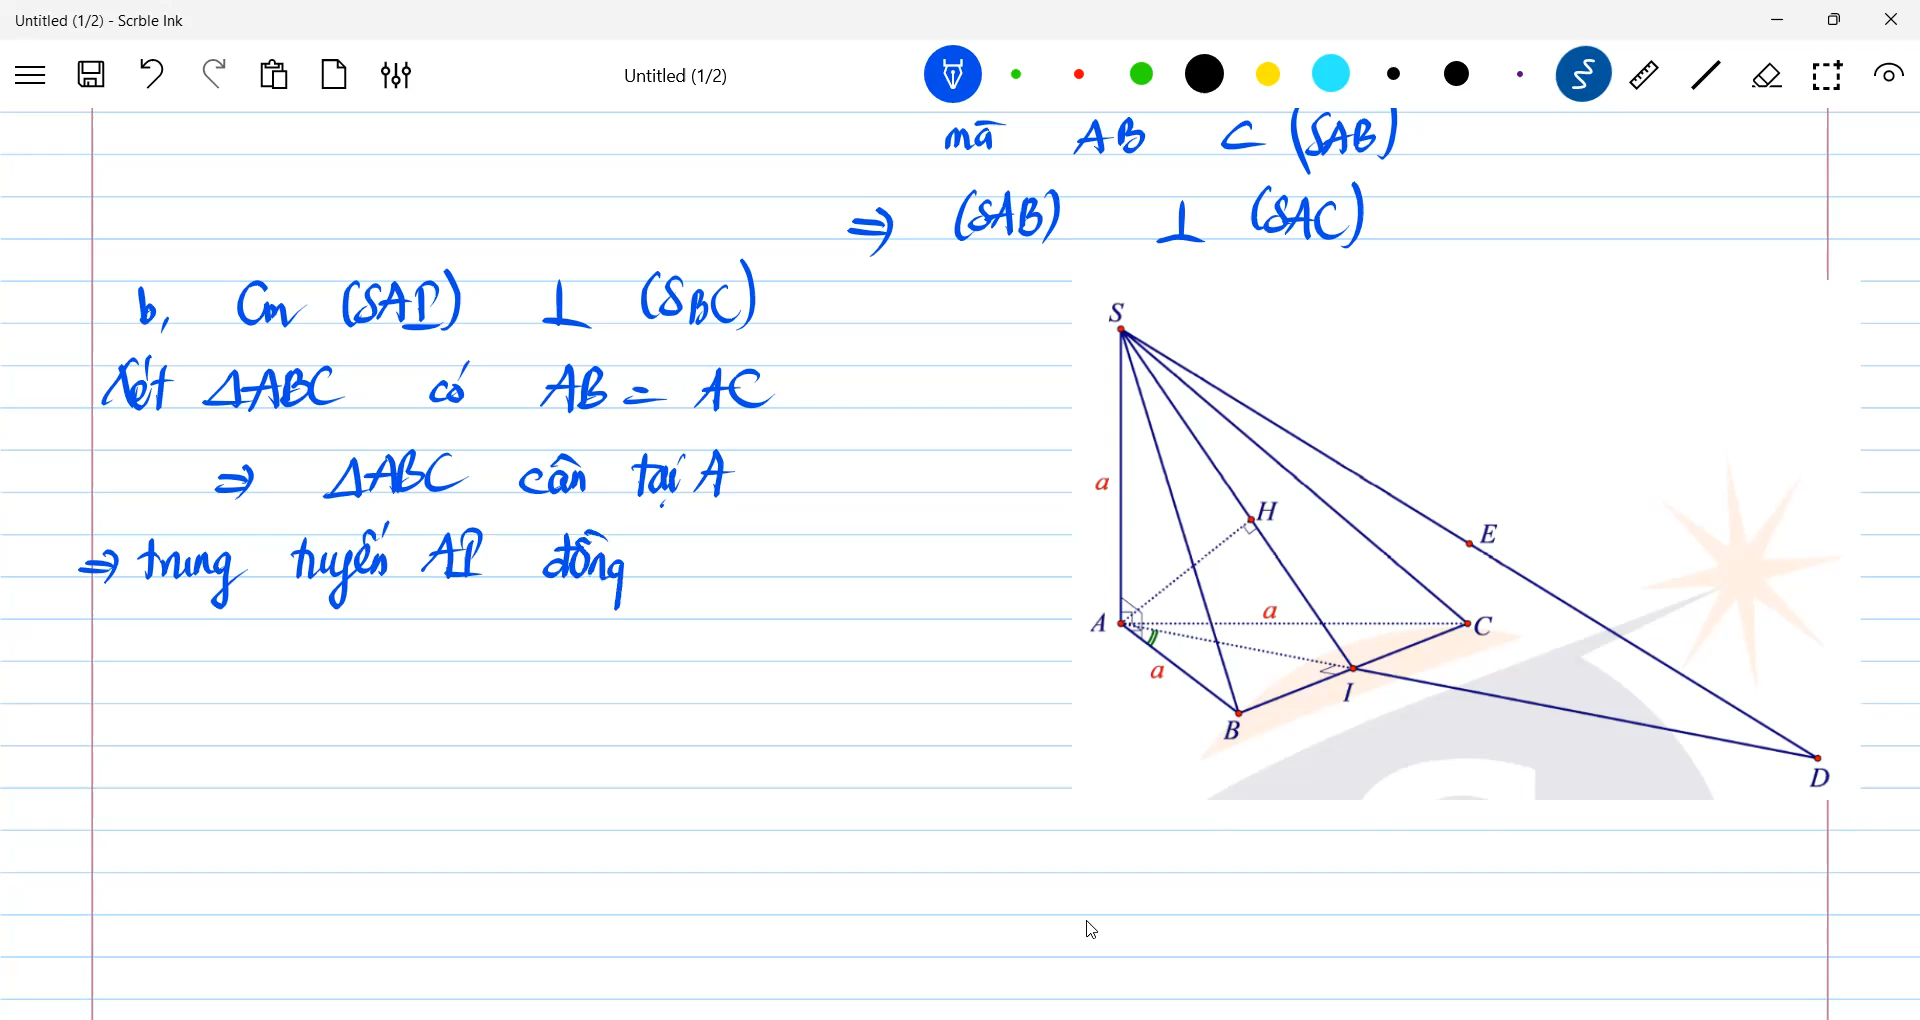 Untitled (1/2) - Scrble Ink
Untitled (1/2)
mà AB ⊂ (SAB)
⇒ (SAB) ⊥ (SAC)
b, Cm (SAI) ⊥ (SBC)
Xét ΔABC có AB = AC
⇒ ΔABC cân tại A
⇒ trung tuyến AI đồng
S
a
H
E
A
a
C
a
I
B
D